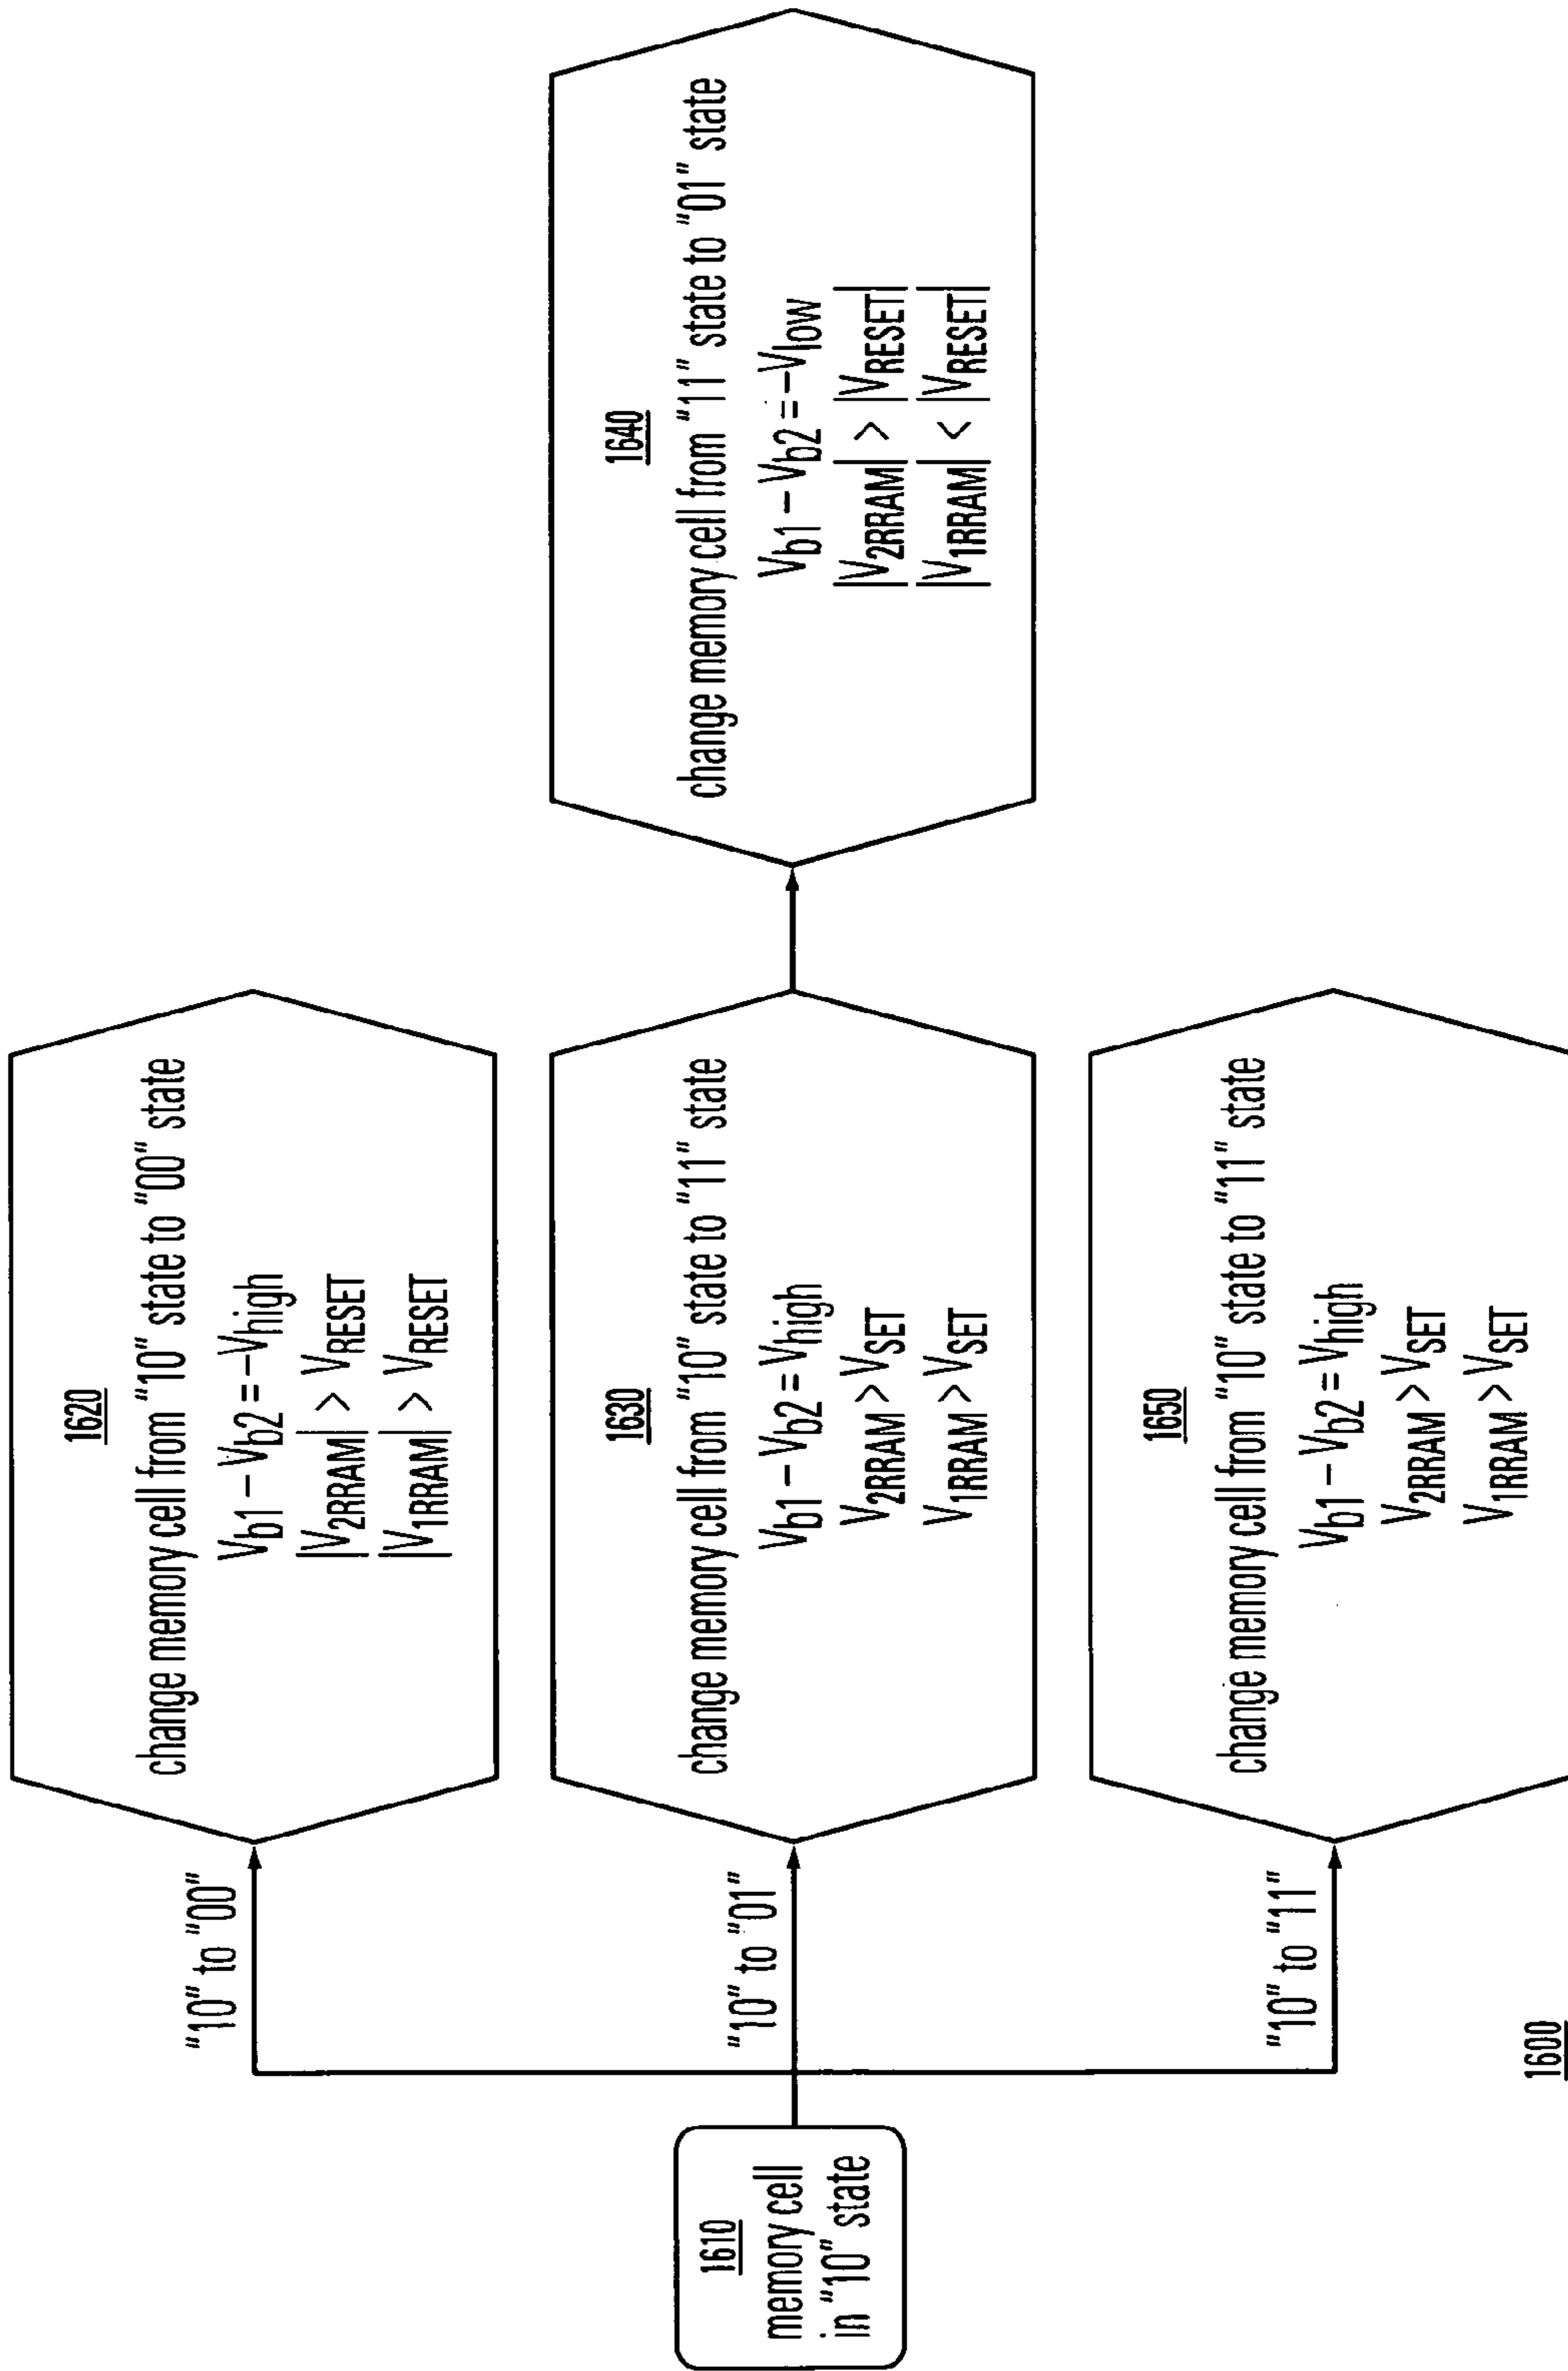 1610
memory cell
in "10" state
"10" to "00"
1620
change memory cell from "10" state to "00" state
Vb1 – Vb2 = –Vhigh
|V2RRAM| > VRESET
|V1RRAM| > VRESET
"10" to "01"
1630
change memory cell from "10" state to "11" state
Vb1 – Vb2 = Vhigh
V2RRAM > VSET
V1RRAM > VSET
1640
change memory cell from "11" state to "01" state
Vb1 – Vb2 = –Vlow
|V2RRAM| > |VRESET|
|V1RRAM| < |VRESET|
"10" to "11"
1650
change memory cell from "10" state to "11" state
Vb1 – Vb2 = Vhigh
V2RRAM > VSET
V1RRAM > VSET
1600